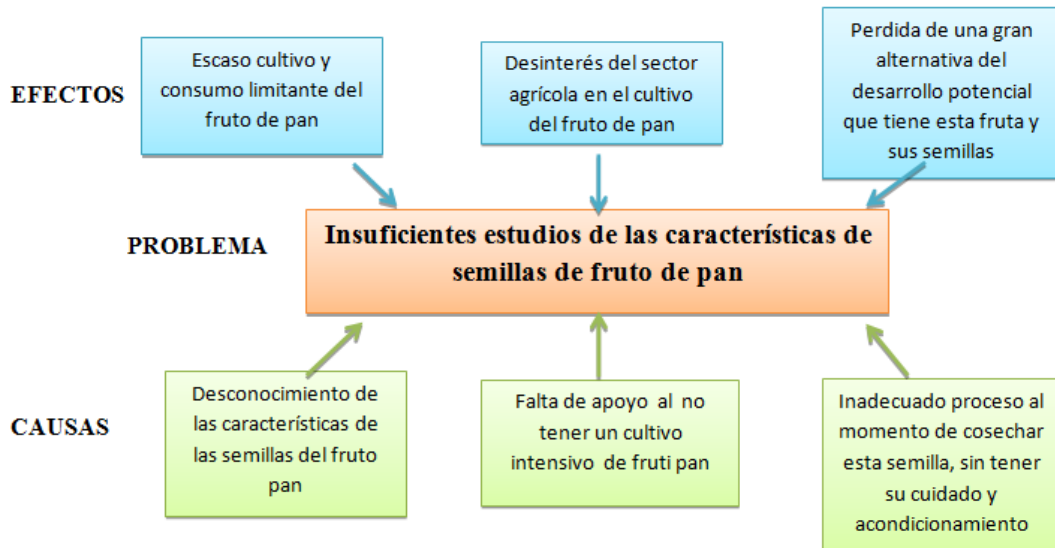 EFECTOS
Escaso cultivo y
consumo limitante del
fruto de pan
Desinterés del sector
agrícola en el cultivo
del fruto de pan
Perdida de una gran
alternativa del
desarrollo potencial
que tiene esta fruta y
sus semillas
PROBLEMA
Insuficientes estudios de las características de
semillas de fruto de pan
CAUSAS
Desconocimiento de
las características de
las semillas del fruto
pan
Falta de apoyo al no
tener un cultivo
intensivo de fruti pan
Inadecuado proceso al
momento de cosechar
esta semilla, sin tener
su cuidado y
acondicionamiento